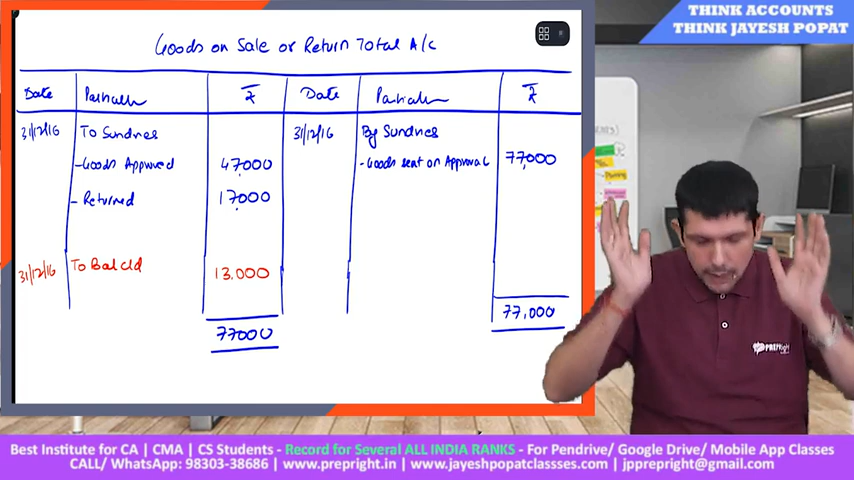 THINK ACCOUNTS
THINK JAYESH POPAT
Goods on Sale or Return Total A/c
Date Particulars ₹ Date Particulars ₹
31/12/16 To Sundries 31/12/16 By Sundries
- Goods Approved 47,000 - Goods sent on Approval 77,000
- Returned 17,000
31/12/16 To Bal c/d 13,000
77,000
77000
PREPRight
Best Institute for CA | CMA | CS Students - Record for Several ALL INDIA RANKS - For Pendrive/ Google Drive/ Mobile App Classes
CALL/ WhatsApp: 98303-38686 | www.prepright.in | www.jayeshpopatclassses.com | jpprepright@gmail.com